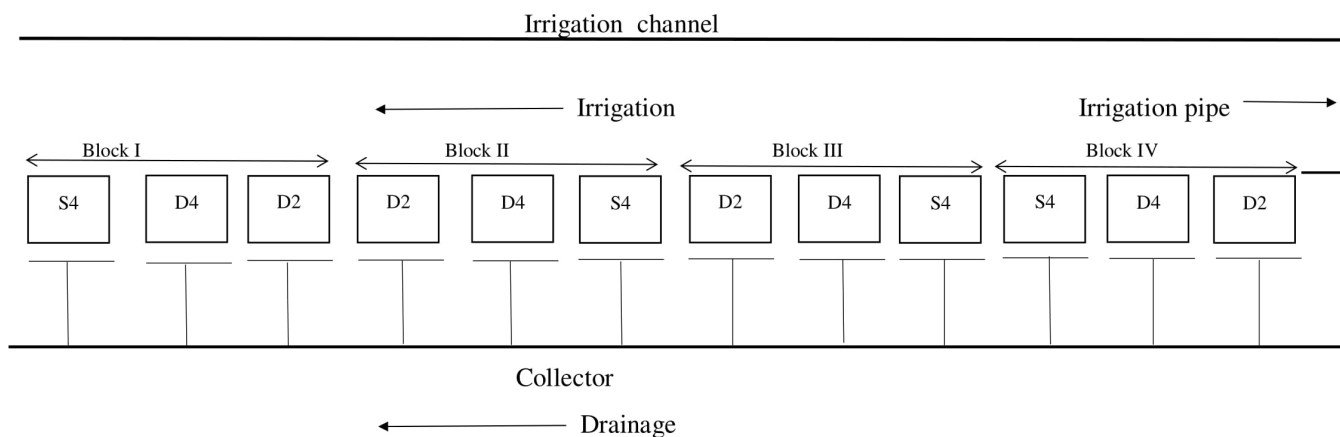 Irrigation channel
Irrigation Irrigation pipe
Block I Block II Block III Block IV
S4 D4 D2 D2 D4 S4 D2 D4 S4 S4 D4 D2
Collector
Drainage